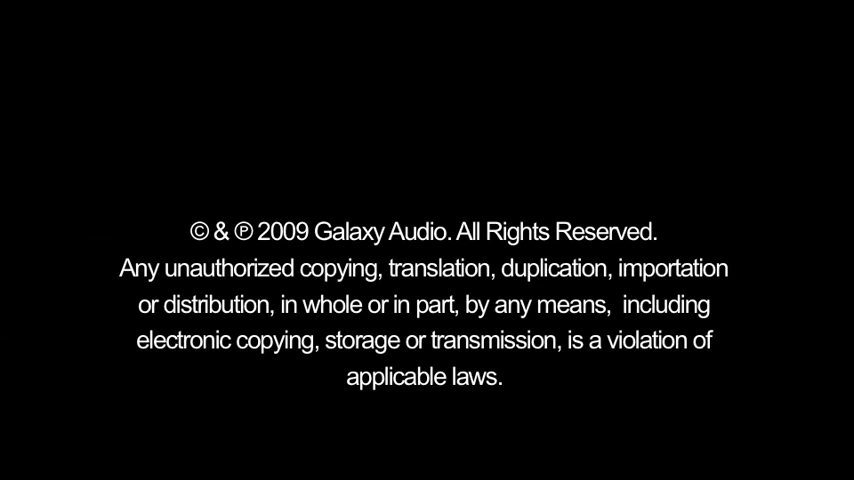 © & ℗ 2009 Galaxy Audio. All Rights Reserved.
Any unauthorized copying, translation, duplication, importation
or distribution, in whole or in part, by any means,  including
electronic copying, storage or transmission, is a violation of
applicable laws.